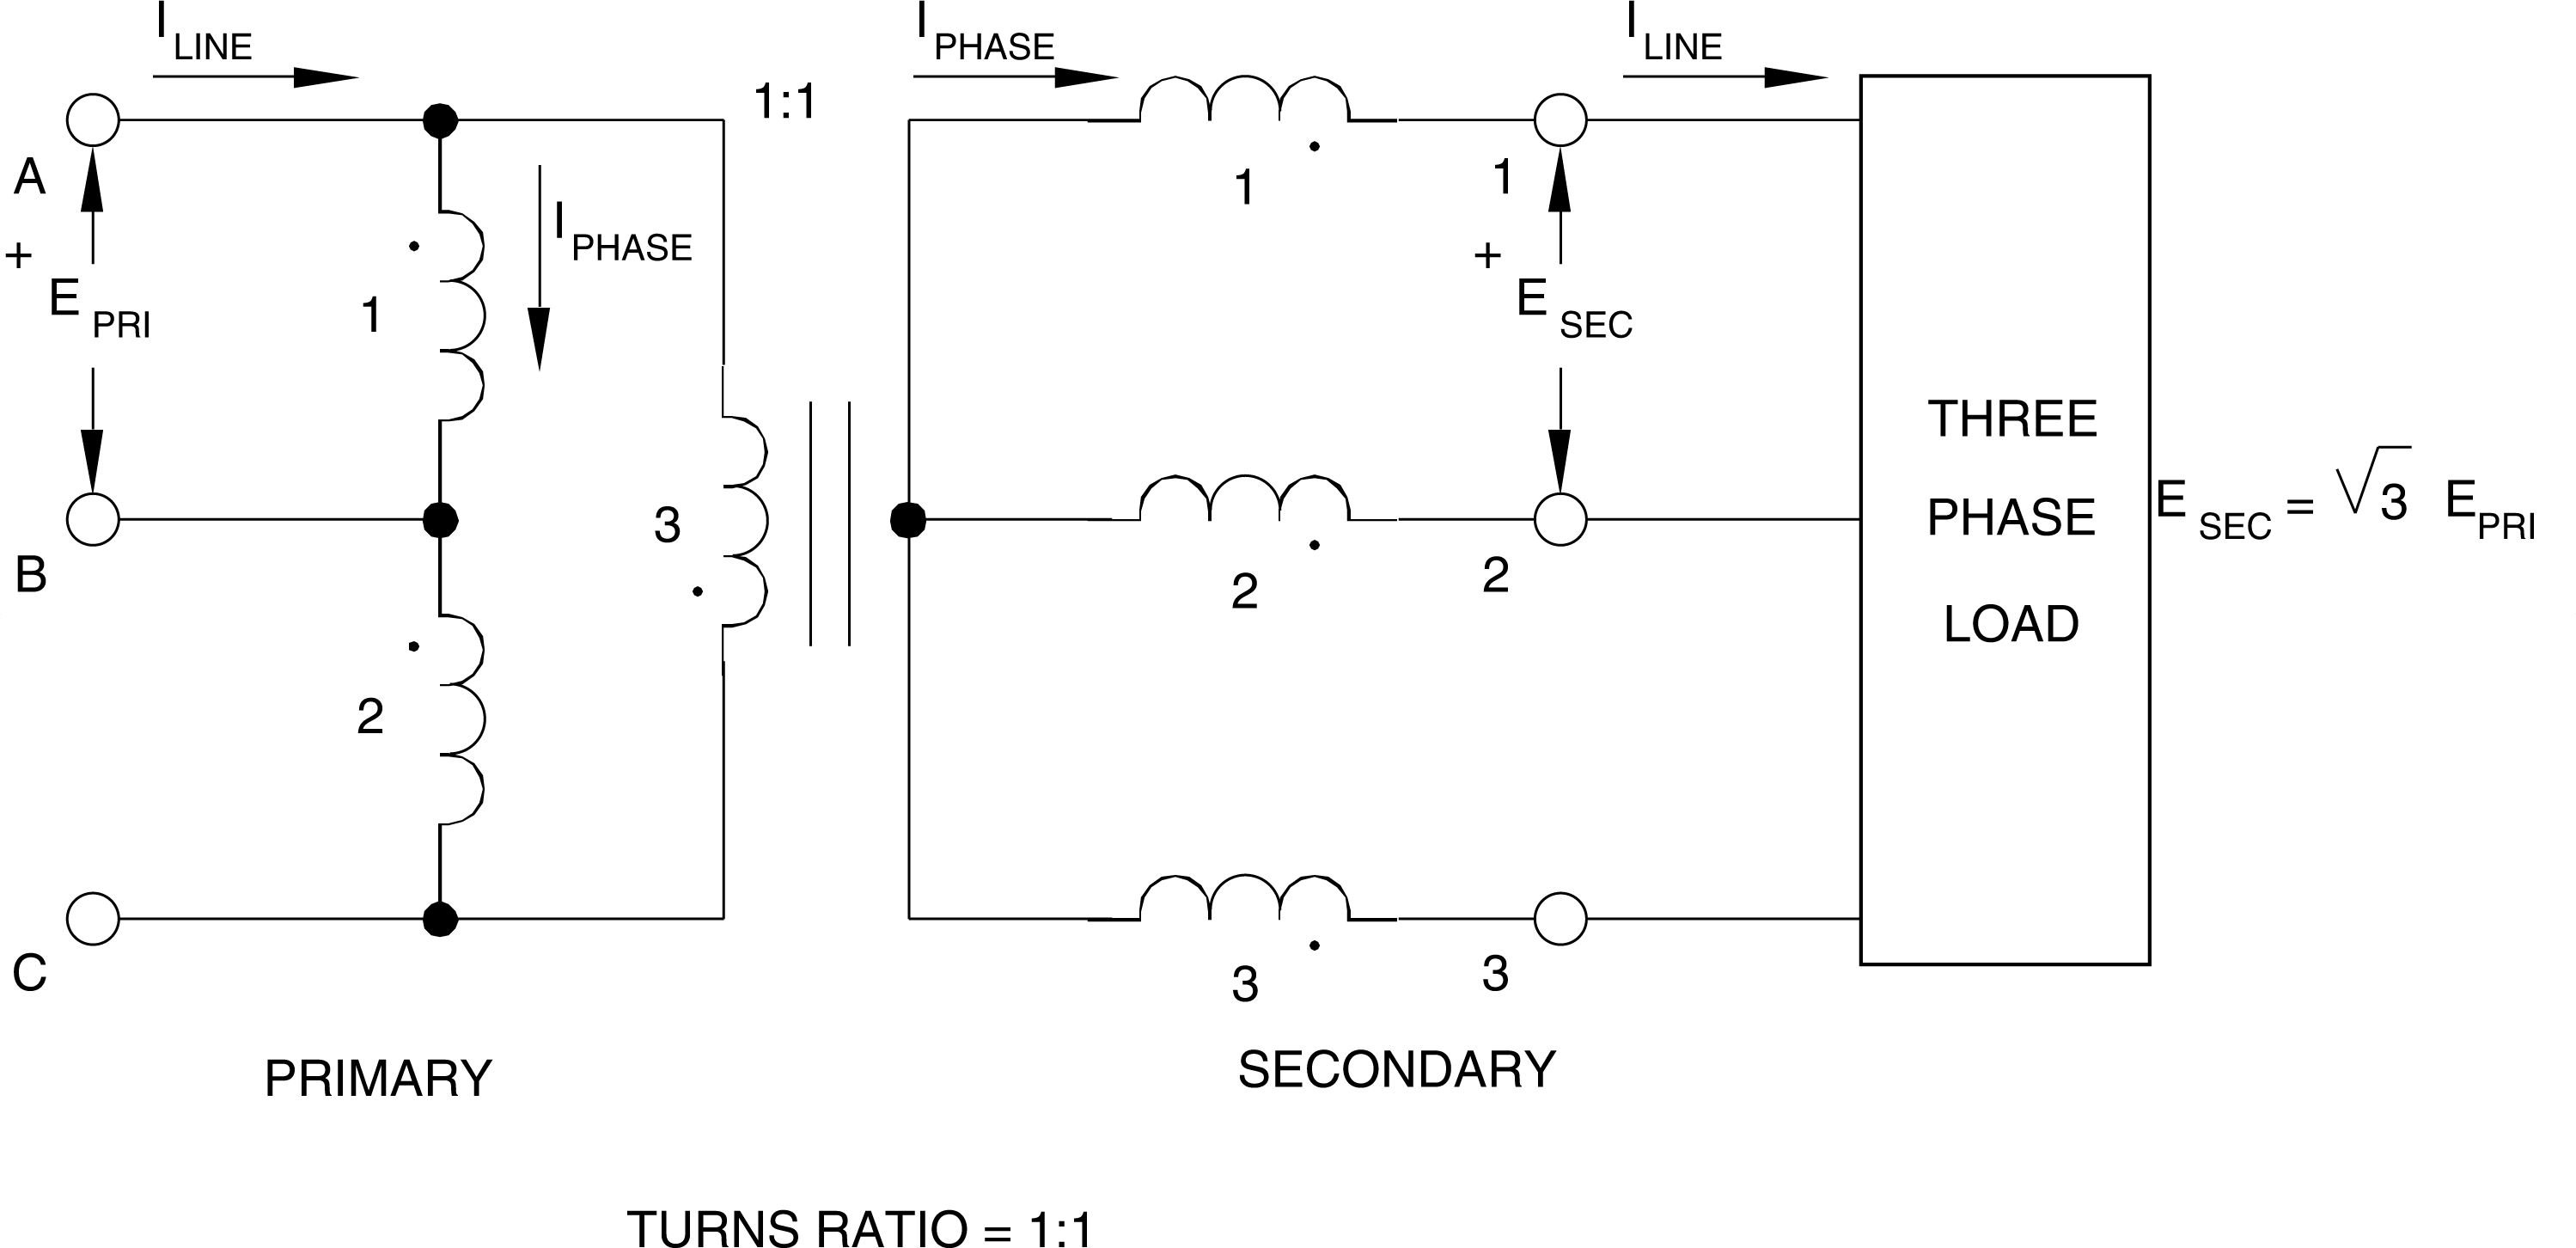 I LINE
I PHASE
I LINE
1:1
A
1
1
+
E PRI
I PHASE
1
+
E SEC
THREE
PHASE
LOAD
E SEC = √3 E PRI
3
B
2
2
2
C
3
3
PRIMARY
SECONDARY
TURNS RATIO = 1:1